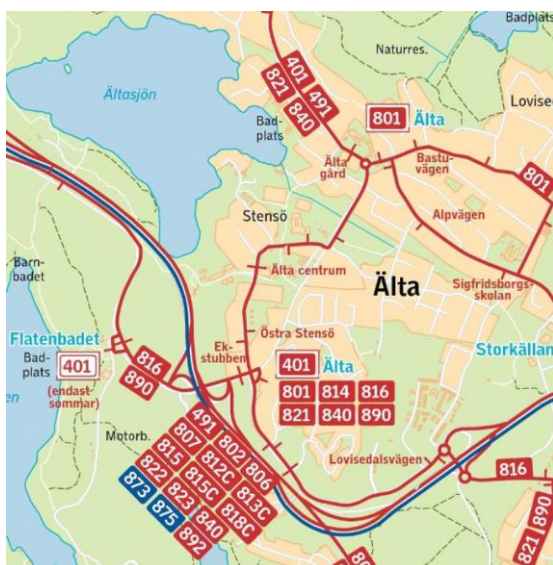 Badplats
Naturres.
401
491
821
840
Ältasjön
Bad-
plats
801 Älta
Lovise
Älta
gård
Bastu-
vägen
801
Stensö
Alpvägen
Barn-
badet
Älta centrum
Älta
Sigfridsborgs-
skolan
Flatenbadet
Bad-
plats
401
(endast
sommar)
816
890
Ek-
stubben
Östra Stensö
Storkällan
401 Älta
801 814 816
821 840 890
Motorb.
491
807 802
815 812C 806
822 815C 813C
873 823 818C
875 840
892
Lovisedalsvägen
816
821
890
89